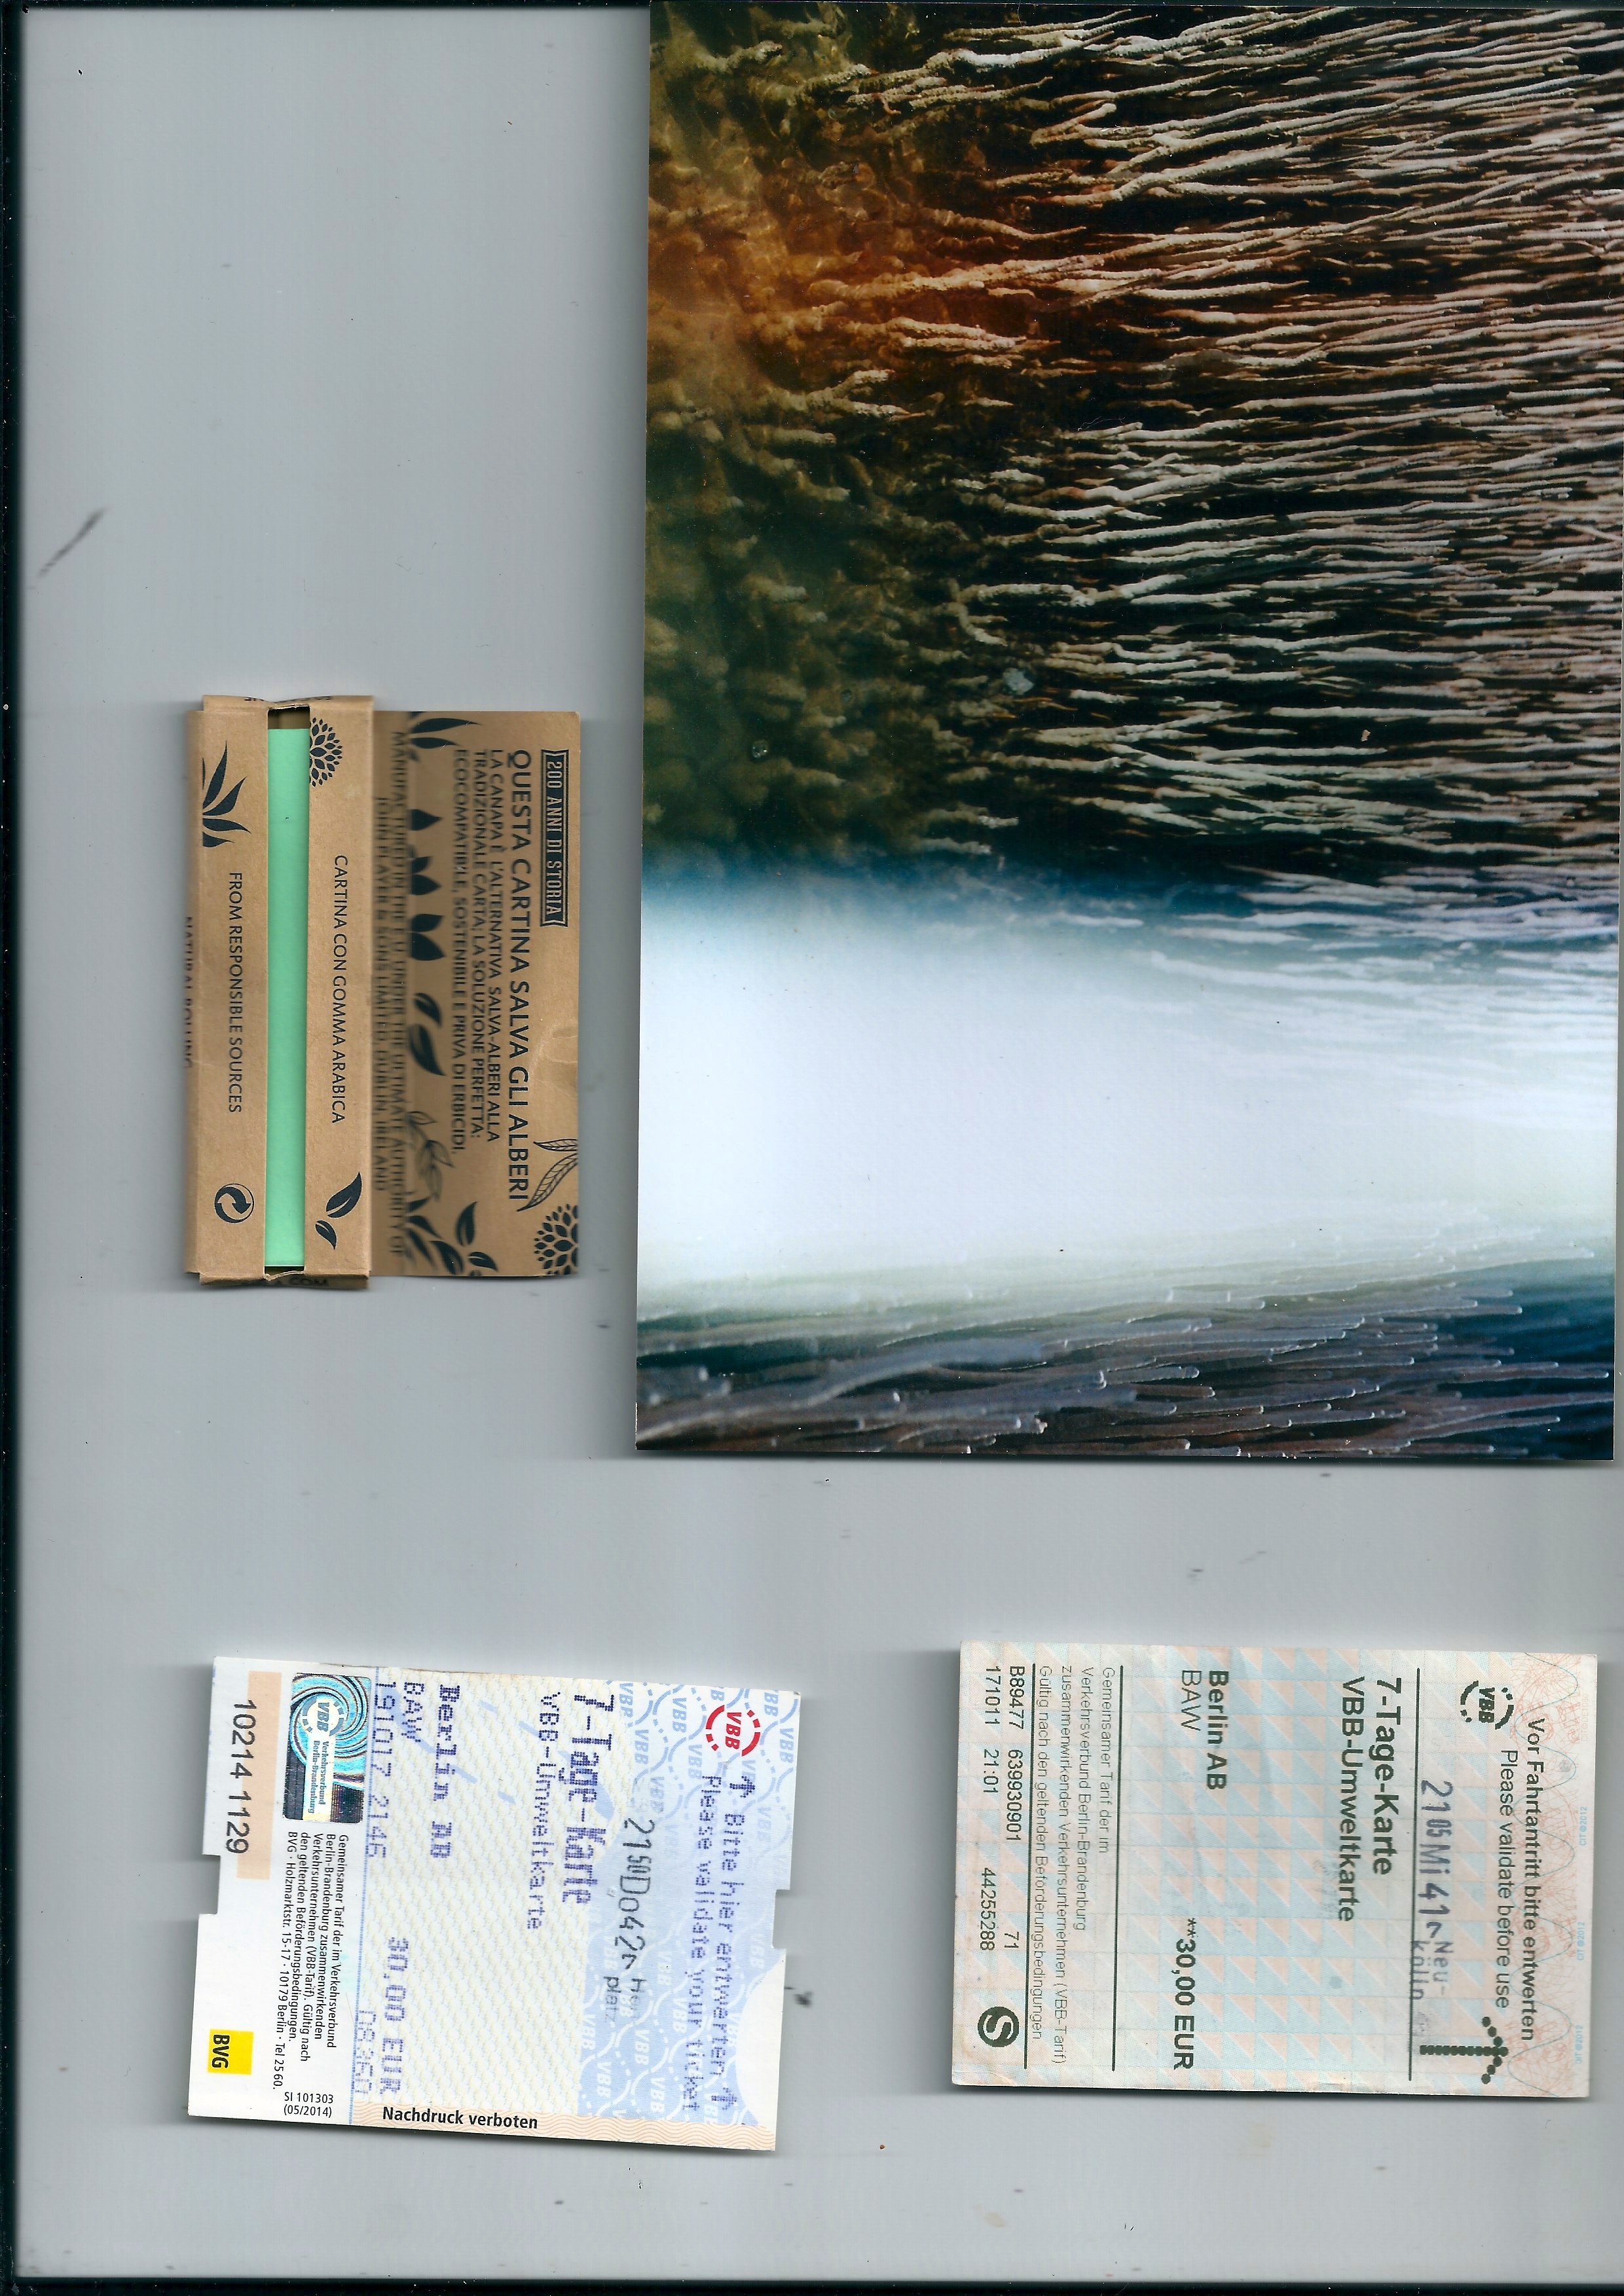 200 ANNI DI STORIA
QUESTA CARTINA SALVA GLI ALBERI
LA CANAPA È L'ALTERNATIVA SALVA-ALBERI ALLA
TRADIZIONALE CARTA, LA SOLUZIONE PERFETTA:
ECOCOMPATIBILE, SOSTENIBILE E PRIVA DI ERBICIDI.
MANUFACTURED IN THE EU UNDER THE ULTIMATE AUTHORITY OF
JOHN PLAYER & SONS LIMITED, DUBLIN, IRELAND
CARTINA CON GOMMA ARABICA
FROM RESPONSIBLE SOURCES
NATURAL ROLLING
Vor Fahrtantritt bitte entwerten
Please validate before use
VBB
2105Mi41 Neu-
kölln
7-Tage-Karte
VBB-Umweltkarte
Berlin AB
BAW
**30,00 EUR
Gemeinsamer Tarif der im
Verkehrsverbund Berlin-Brandenburg
zusammenwirkenden Verkehrsunternehmen (VBB-Tarif)
Gültig nach den geltenden Beförderungsbedingungen
B89477 639930901 71
171011 21:01 44255288
S
VBB
Bitte hier entwerten
Please validate your ticket
2150Do42
platz
7-Tage-Karte
VBB-Umweltkarte
Berlin AB
BAW 30,00 EUR
191017 2146
VBB Verkehrsverbund
Berlin-Brandenburg
Gemeinsamer Tarif der im Verkehrsverbund
Berlin-Brandenburg zusammenwirkenden
Verkehrsunternehmen (VBB-Tarif). Gültig nach
den geltenden Beförderungsbedingungen.
BVG · Holzmarktstr. 15-17 · 10179 Berlin · Tel 25 60.
SI 101303
(05/2014)
10214 1129
BVG
Nachdruck verboten